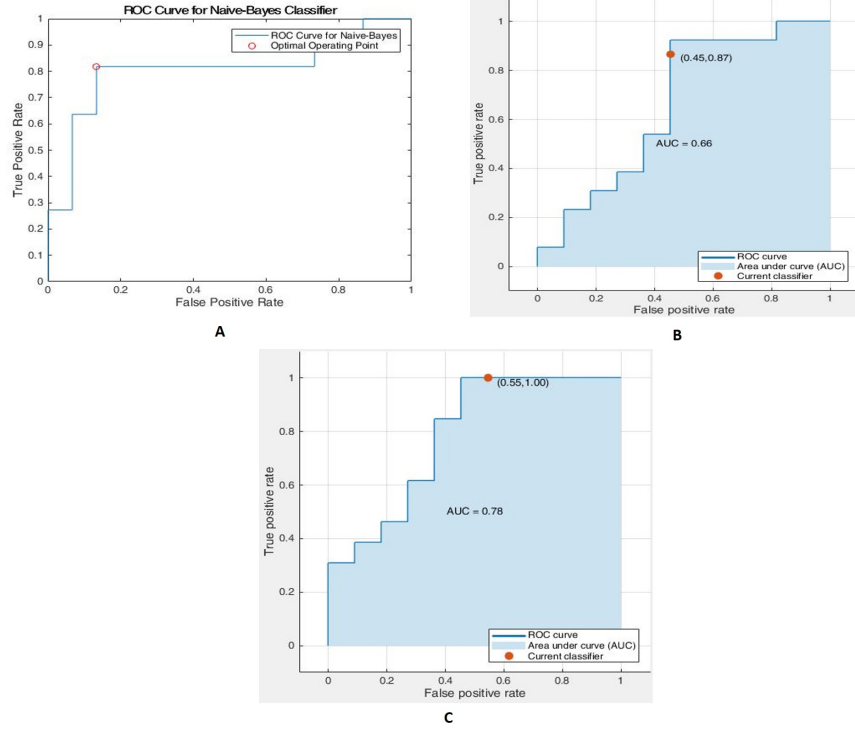 ROC Curve for Naive-Bayes Classifier
1
0.9
0.8
0.7
0.6
0.5
0.4
0.3
0.2
0.1
0
True Positive Rate
ROC Curve for Naive-Bayes
Optimal Operating Point
0 0.2 0.4 0.6 0.8 1
False Positive Rate
A
1
0.8
0.6
0.4
0.2
0
True positive rate
(0.45,0.87)
AUC = 0.66
ROC curve
Area under curve (AUC)
Current classifier
0 0.2 0.4 0.6 0.8 1
False positive rate
B
1
0.8
0.6
0.4
0.2
0
True positive rate
(0.55,1.00)
AUC = 0.78
ROC curve
Area under curve (AUC)
Current classifier
0 0.2 0.4 0.6 0.8 1
False positive rate
C